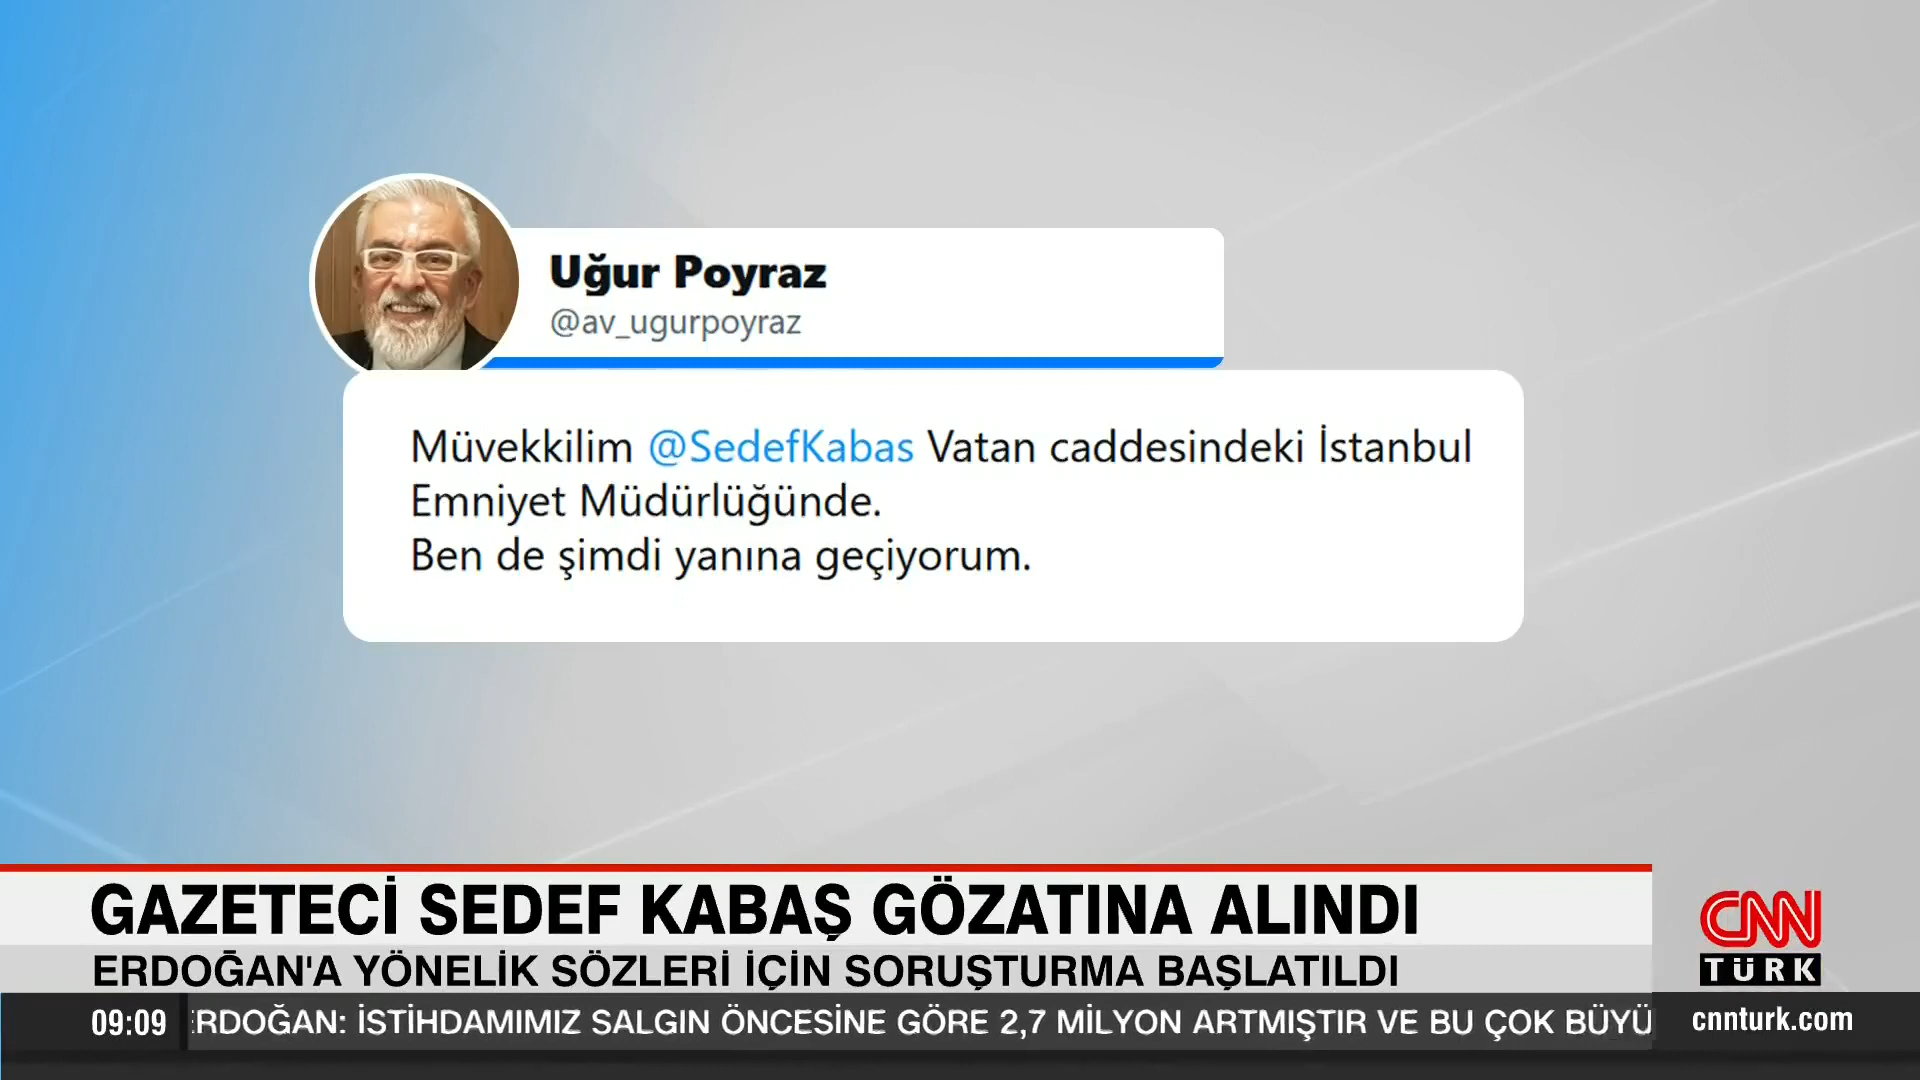 Uğur Poyraz
@av_ugurpoyraz
Müvekkilim @SedefKabas Vatan caddesindeki İstanbul
Emniyet Müdürlüğünde.
Ben de şimdi yanına geçiyorum.
GAZETECİ SEDEF KABAŞ GÖZATINA ALINDI
ERDOĞAN'A YÖNELİK SÖZLERİ İÇİN SORUŞTURMA BAŞLATILDI
CNN
TÜRK
09:09 ERDOĞAN: İSTİHDAMIMIZ SALGIN ÖNCESİNE GÖRE 2,7 MİLYON ARTMIŞTIR VE BU ÇOK BÜYÜ
cnnturk.com